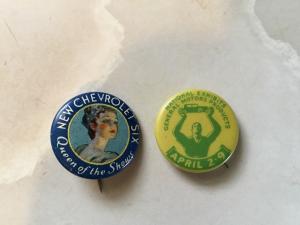 NEW CHEVROLET SIX
Queen of the Shows
NATIONAL EXHIBITS
GENERAL MOTORS PRODUCTS
APRIL 2-9